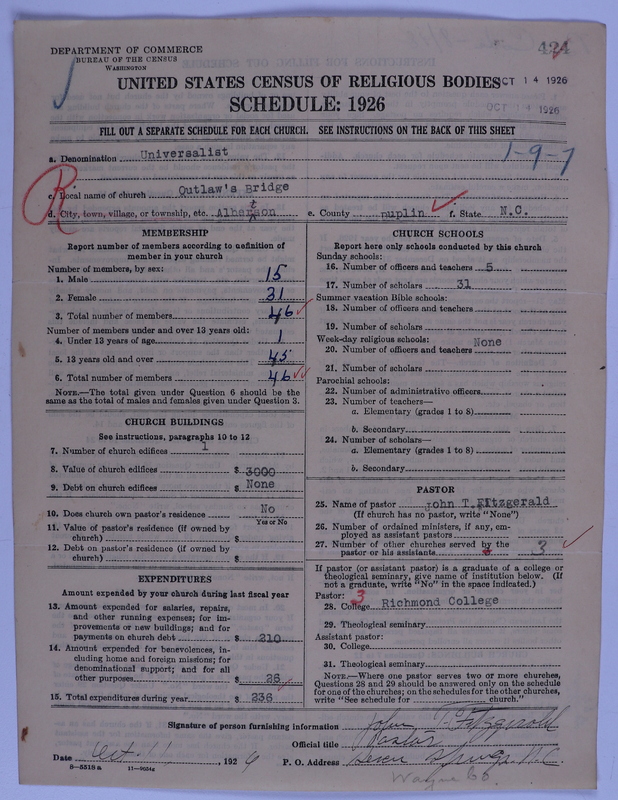 424
DEPARTMENT OF COMMERCE
BUREAU OF THE CENSUS
WASHINGTON
UNITED STATES CENSUS OF RELIGIOUS BODIES OCT 14 1926
SCHEDULE: 1926 OCT 14 1926
FILL OUT A SEPARATE SCHEDULE FOR EACH CHURCH. SEE INSTRUCTIONS ON THE BACK OF THIS SHEET
a. Denomination Universalist 1-9-7
R
c. Local name of church Outlaw's Bridge
d. City, town, village, or township, etc. Albertson e. County Duplin f. State N.C.
MEMBERSHIP
Report number of members according to definition of
member in your church
Number of members, by sex:
1. Male 15
2. Female 31
3. Total number of members 46
Number of members under and over 13 years old:
4. Under 13 years of age 1
5. 13 years old and over 45
6. Total number of members 46
NOTE.—The total given under Question 6 should be the
same as the total of males and females given under Question 3.
CHURCH BUILDINGS
See instructions, paragraphs 10 to 12
7. Number of church edifices 1
8. Value of church edifices $ 3000
9. Debt on church edifices $ None
10. Does church own pastor's residence No
Yes or No
11. Value of pastor's residence (if owned by
church) $
12. Debt on pastor's residence (if owned by
church) $
EXPENDITURES
Amount expended by your church during last fiscal year
13. Amount expended for salaries, repairs,
and other running expenses; for im-
provements or new buildings; and for
payments on church debt $ 210
14. Amount expended for benevolences, in-
cluding home and foreign missions; for
denominational support; and for all
other purposes $ 26
15. Total expenditures during year $ 236
CHURCH SCHOOLS
Report here only schools conducted by this church
Sunday schools:
16. Number of officers and teachers 5
17. Number of scholars 31
Summer vacation Bible schools:
18. Number of officers and teachers
19. Number of scholars
Week-day religious schools:
20. Number of officers and teachers None
21. Number of scholars
Parochial schools:
22. Number of administrative officers
23. Number of teachers—
a. Elementary (grades 1 to 8)
b. Secondary
24. Number of scholars—
a. Elementary (grades 1 to 8)
b. Secondary
PASTOR
25. Name of pastor John T. Fitzgerald
(If church has no pastor, write "None")
26. Number of ordained ministers, if any, em-
ployed as assistant pastors
27. Number of other churches served by the
pastor or his assistants 3
If pastor (or assistant pastor) is a graduate of a college or
theological seminary, give name of institution below. (If
not a graduate, write "No" in the space indicated.)
Pastor: 3
28. College Richmond College
29. Theological seminary
Assistant pastor:
30. College
31. Theological seminary
NOTE.—Where one pastor serves two or more churches,
Questions 28 and 29 should be answered only on the schedule
for one of the churches; on the schedules for the other churches,
write "See schedule for church."
Signature of person furnishing information John T. Fitzgerald
Official title Pastor
Date Oct 11, 1926 P. O. Address Seven Springs, N.C.
8—5518a 11—9034a Wayne Co.